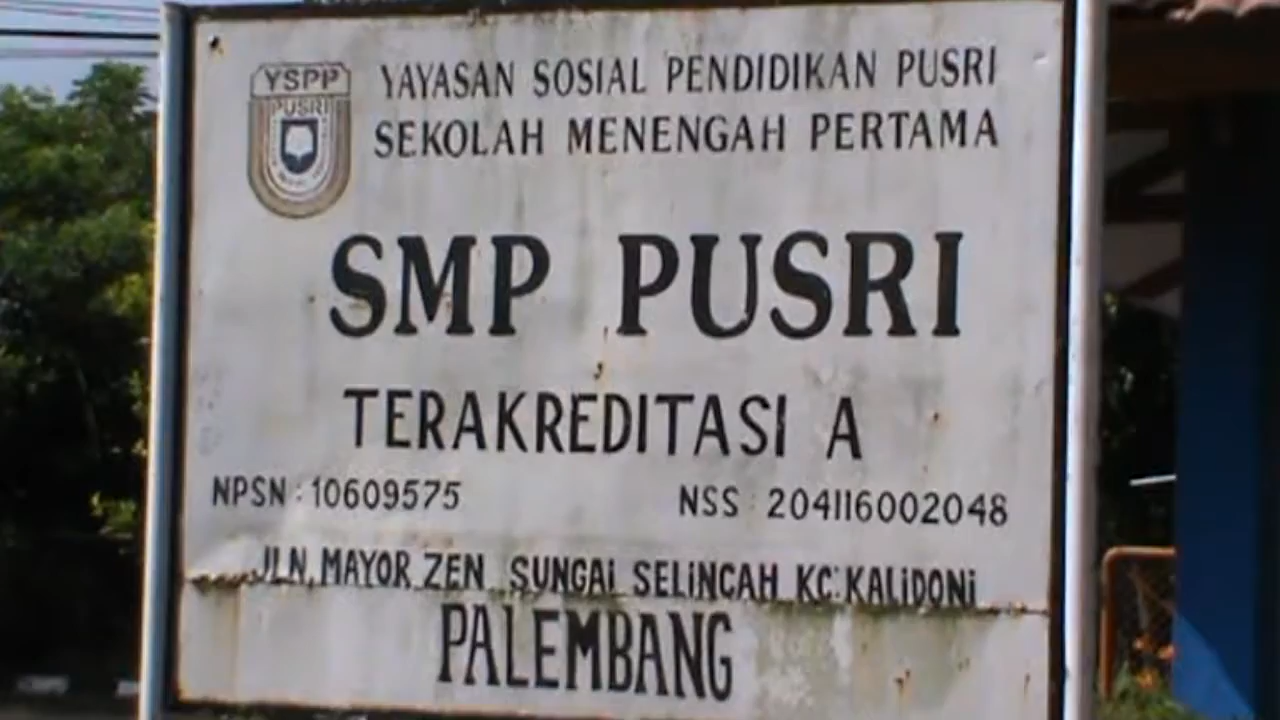 YSPP
PUSRI
YAYASAN SOSIAL PENDIDIKAN PUSRI
SEKOLAH MENENGAH PERTAMA
SMP PUSRI
TERAKREDITASI A
NPSN : 10609575 NSS : 204116002048
JLN, MAYOR ZEN SUNGAi SELiNCAH KC. KALiDONi
PALEMBANG